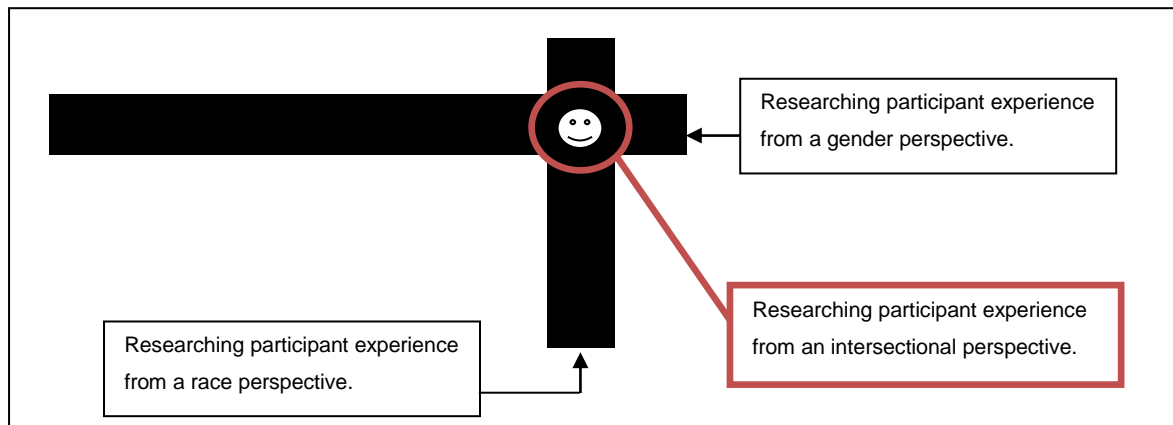 Researching participant experience
from a gender perspective.
Researching participant experience
from an intersectional perspective.
Researching participant experience
from a race perspective.